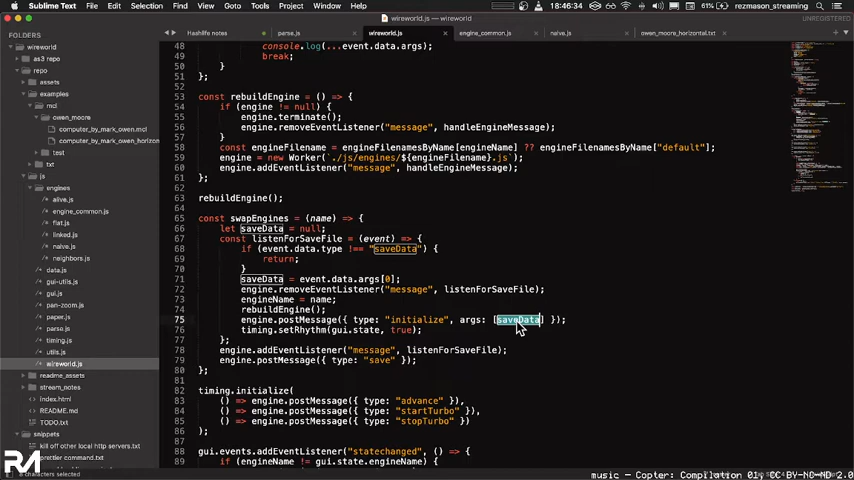 Sublime Text File Edit Selection Find View Goto Tools Project Window Help 18:46:34 61% rezmason_streaming
wireworld.js — wireworld UNREGISTERED
FOLDERS
wireworld
as3 repo
repo
assets
examples
mcl
owen_moore
computer_by_mark_owen.mcl
computer_by_mark_owen_horizon
test
txt
js
engines
alive.js
engine_common.js
flat.js
linked.js
naive.js
neighbors.js
data.js
gui-utils.js
gui.js
pan-zoom.js
paper.js
parse.js
timing.js
utils.js
wireworld.js
readme_assets
stream_notes
index.html
README.md
TODO.txt
snippets
kill off other local http servers.txt
prettier command.txt
Hashlife notes parse.js wireworld.js engine_common.js naive.js owen_moore_horizontal.txt
48 console.log(...event.data.args);
49 break;
50 }
51 };
52
53 const rebuildEngine = () => {
54 if (engine != null) {
55 engine.terminate();
56 engine.removeEventListener("message", handleEngineMessage);
57 }
58 const engineFilename = engineFilenamesByName[engineName] ?? engineFilenamesByName["default"];
59 engine = new Worker(`./js/engines/${engineFilename}.js`);
60 engine.addEventListener("message", handleEngineMessage);
61 };
62
63 rebuildEngine();
64
65 const swapEngines = (name) => {
66 let saveData = null;
67 const listenForSaveFile = (event) => {
68 if (event.data.type !== "saveData") {
69 return;
70 }
71 saveData = event.data.args[0];
72 engine.removeEventListener("message", listenForSaveFile);
73 engineName = name;
74 rebuildEngine();
75 engine.postMessage({ type: "initialize", args: [saveData] });
76 timing.setRhythm(gui.state, true);
77 };
78 engine.addEventListener("message", listenForSaveFile);
79 engine.postMessage({ type: "save" });
80 };
81
82 timing.initialize(
83 () => engine.postMessage({ type: "advance" }),
84 () => engine.postMessage({ type: "startTurbo" }),
85 () => engine.postMessage({ type: "stopTurbo" })
86 );
87
88 gui.events.addEventListener("statechanged", () => {
89 if (engineName != gui.state.engineName) {
8 characters selected
music - Copter: Compilation 01: CC BY-NC-ND 2.0